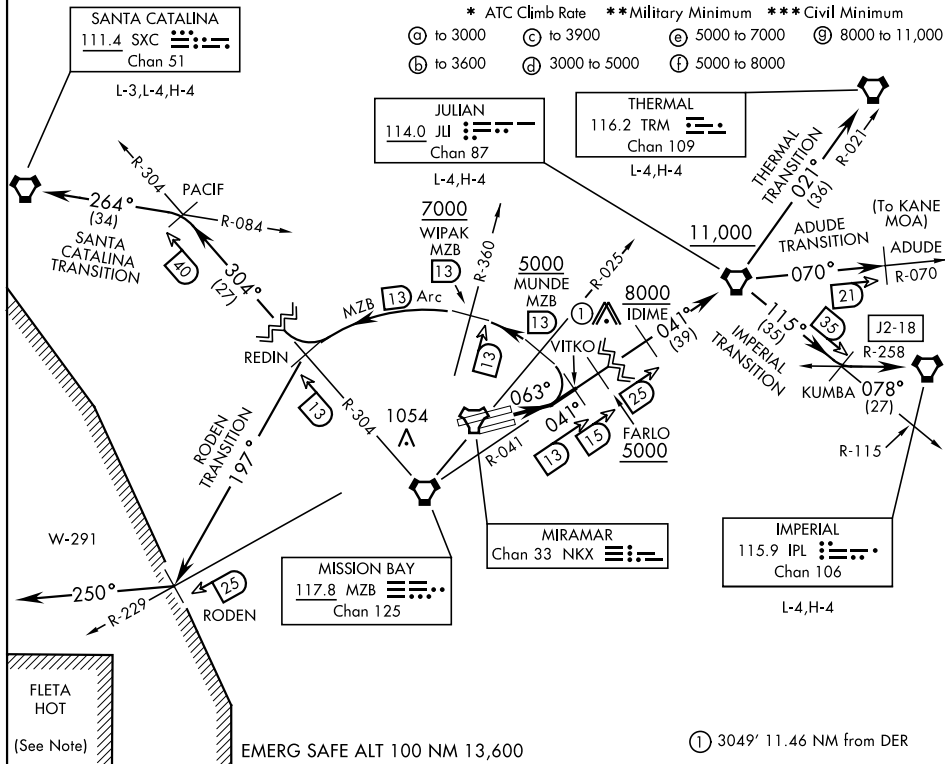 * ATC Climb Rate ** Military Minimum *** Civil Minimum
ⓐ to 3000 ⓒ to 3900 ⓔ 5000 to 7000 ⓖ 8000 to 11,000
ⓑ to 3600 ⓓ 3000 to 5000 ⓕ 5000 to 8000
SANTA CATALINA
111.4 SXC
Chan 51
L-3,L-4,H-4
JULIAN
114.0 JLI
Chan 87
L-4,H-4
THERMAL
116.2 TRM
Chan 109
L-4,H-4
R-304
PACIF
264°
(34)
R-084
SANTA
CATALINA
TRANSITION
40
304°
(27)
7000
WIPAK
MZB
13
R-360
5000
MUNDE
MZB
13
R-025
①
8000
IDIME
11,000
THERMAL
TRANSITION
021°
(36)
R-021
(To KANE
MOA)
ADUDE
TRANSITION
ADUDE
070°
R-070
21
115°
(35)
35
IMPERIAL
TRANSITION
J2-18
R-258
KUMBA
078°
(27)
R-115
MZB 13 Arc
REDIN
13
R-304
13
VITKO
041°
(39)
063°
041°
R-041
13
15
25
FARLO
5000
1054
RODEN
TRANSITION
197°
W-291
250°
R-229
25
RODEN
MISSION BAY
117.8 MZB
Chan 125
MIRAMAR
Chan 33 NKX
IMPERIAL
115.9 IPL
Chan 106
L-4,H-4
FLETA
HOT
(See Note)
EMERG SAFE ALT 100 NM 13,600
① 3049' 11.46 NM from DER